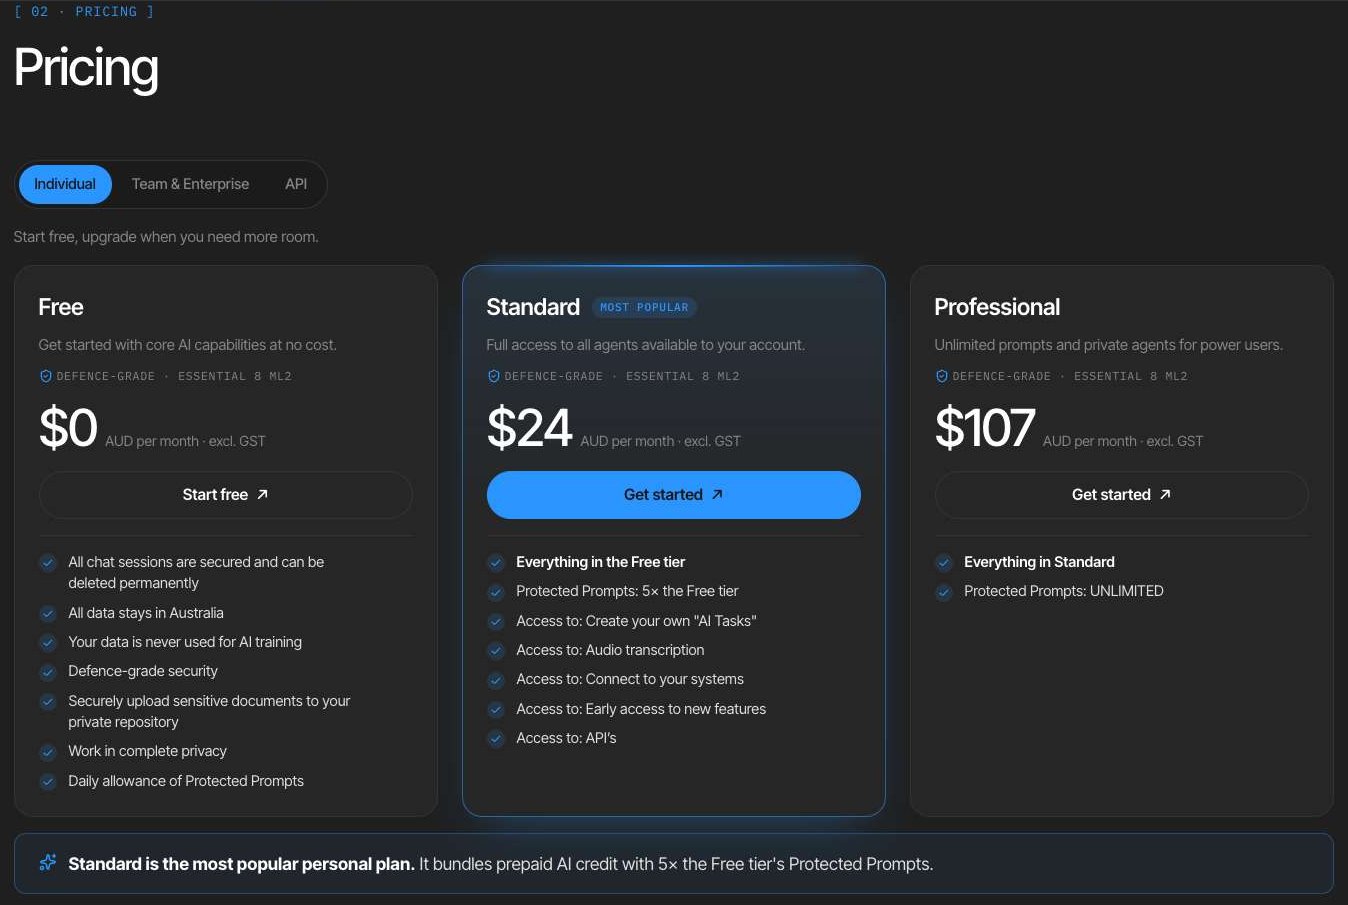 [ 02 · PRICING ]
Pricing
Individual
Team & Enterprise
API
Start free, upgrade when you need more room.
Free
Get started with core AI capabilities at no cost.
DEFENCE-GRADE · ESSENTIAL 8 ML2
$0 AUD per month · excl. GST
Start free ↗
All chat sessions are secured and can be
deleted permanently
All data stays in Australia
Your data is never used for AI training
Defence-grade security
Securely upload sensitive documents to your
private repository
Work in complete privacy
Daily allowance of Protected Prompts
Standard MOST POPULAR
Full access to all agents available to your account.
DEFENCE-GRADE · ESSENTIAL 8 ML2
$24 AUD per month · excl. GST
Get started ↗
Everything in the Free tier
Protected Prompts: 5× the Free tier
Access to: Create your own "AI Tasks"
Access to: Audio transcription
Access to: Connect to your systems
Access to: Early access to new features
Access to: API's
Professional
Unlimited prompts and private agents for power users.
DEFENCE-GRADE · ESSENTIAL 8 ML2
$107 AUD per month · excl. GST
Get started ↗
Everything in Standard
Protected Prompts: UNLIMITED
Standard is the most popular personal plan. It bundles prepaid AI credit with 5× the Free tier's Protected Prompts.